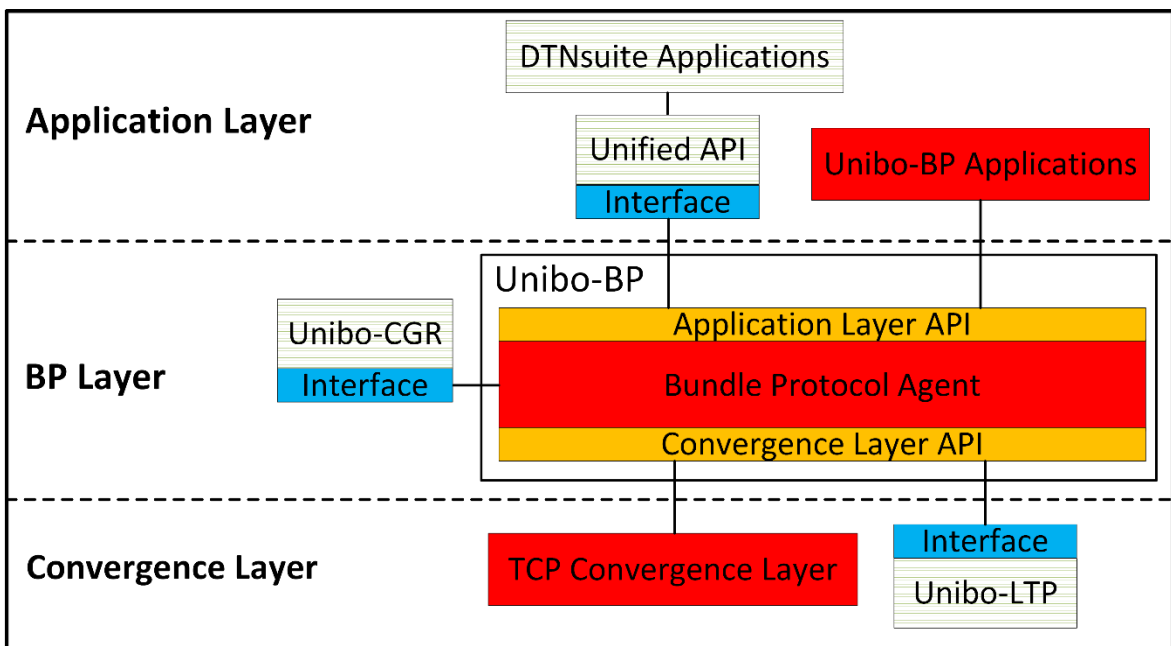 DTNsuite Applications
Application Layer
Unified API
Interface
Unibo-BP Applications
Unibo-BP
Unibo-CGR
Interface
BP Layer
Application Layer API
Bundle Protocol Agent
Convergence Layer API
Convergence Layer
TCP Convergence Layer
Interface
Unibo-LTP